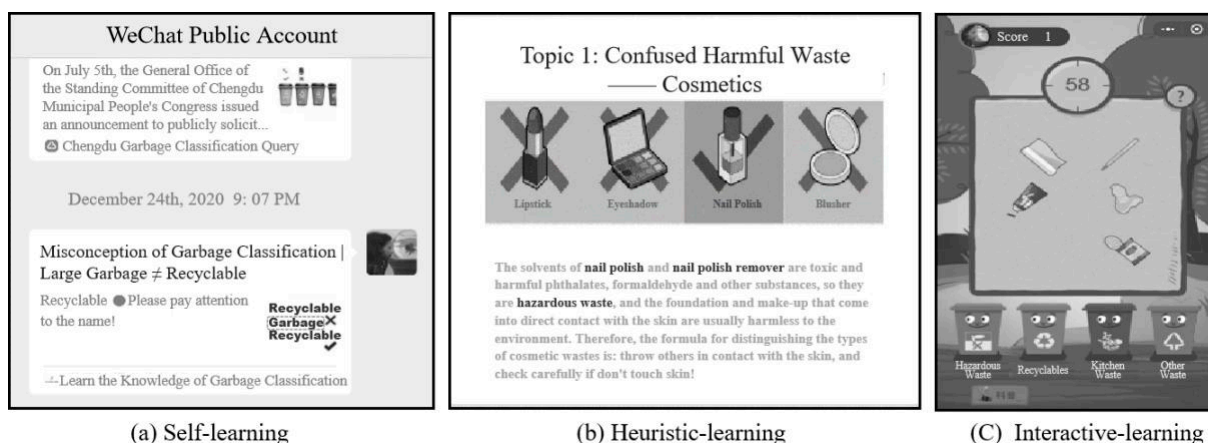 WeChat Public Account
On July 5th, the General Office of
the Standing Committee of Chengdu
Municipal People's Congress issued
an announcement to publicly solicit...
Chengdu Garbage Classification Query
December 24th, 2020 9: 07 PM
Misconception of Garbage Classification |
Large Garbage ≠ Recyclable
Recyclable ●Please pay attention
to the name!
Recyclable
Garbage
Recyclable
Learn the Knowledge of Garbage Classification
(a) Self-learning
Topic 1: Confused Harmful Waste
—— Cosmetics
Lipstick Eyeshadow Nail Polish Blusher
The solvents of nail polish and nail polish remover are toxic and
harmful phthalates, formaldehyde and other substances, so they
are hazardous waste, and the foundation and make-up that come
into direct contact with the skin are usually harmless to the
environment. Therefore, the formula for distinguishing the types
of cosmetic wastes is: throw others in contact with the skin, and
check carefully if don't touch skin!
(b) Heuristic-learning
Score 1
58
?
Hazardous
Waste
Recyclables
Kitchen
Waste
Other
Waste
(C) Interactive-learning